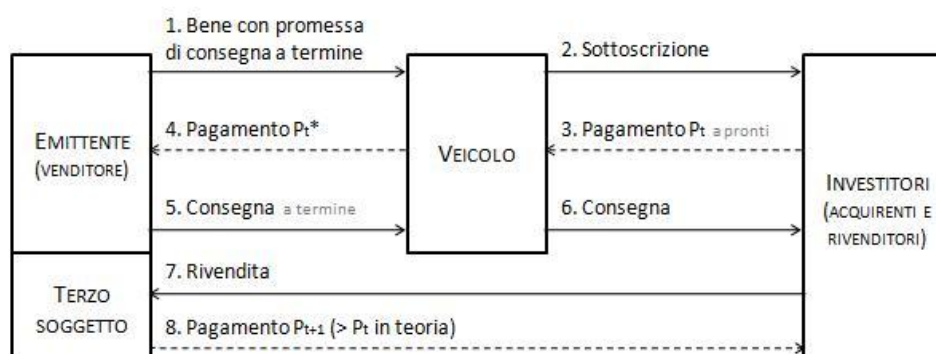 1. Bene con promessa
di consegna a termine
2. Sottoscrizione
EMITTENTE
(VENDITORE)
4. Pagamento Pt*
VEICOLO
3. Pagamento Pt a pronti
INVESTITORI
(ACQUIRENTI E
RIVENDITORI)
5. Consegna a termine
6. Consegna
7. Rivendita
TERZO
SOGGETTO
8. Pagamento Pt+1 (> Pt in teoria)